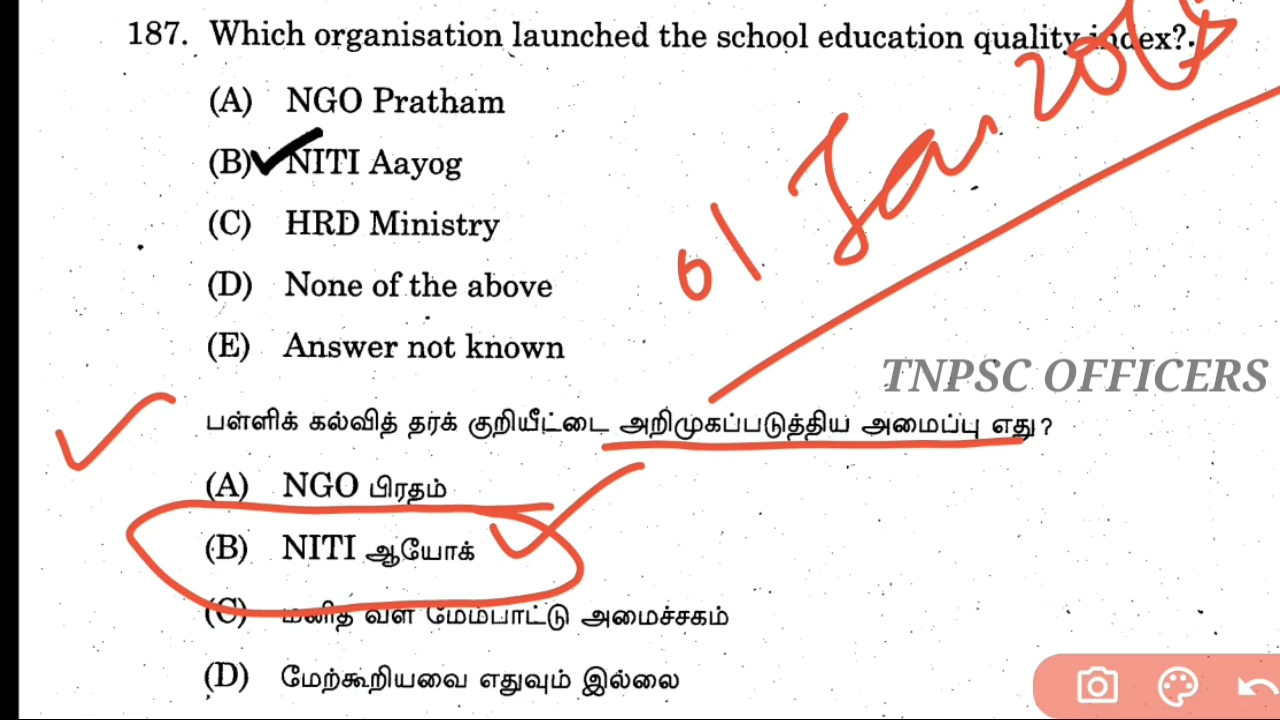 187. Which organisation launched the school education quality index?
(A) NGO Pratham
(B) NITI Aayog
(C) HRD Ministry
(D) None of the above
(E) Answer not known
01 Jan
TNPSC OFFICERS
பள்ளிக் கல்வித் தரக் குறியீட்டை அறிமுகப்படுத்திய அமைப்பு எது?
(A) NGO பிரதம்
(B) NITI ஆயோக்
(C) மனித வள மேம்பாட்டு அமைச்சகம்
(D) மேற்கூறியவை எதுவும் இல்லை